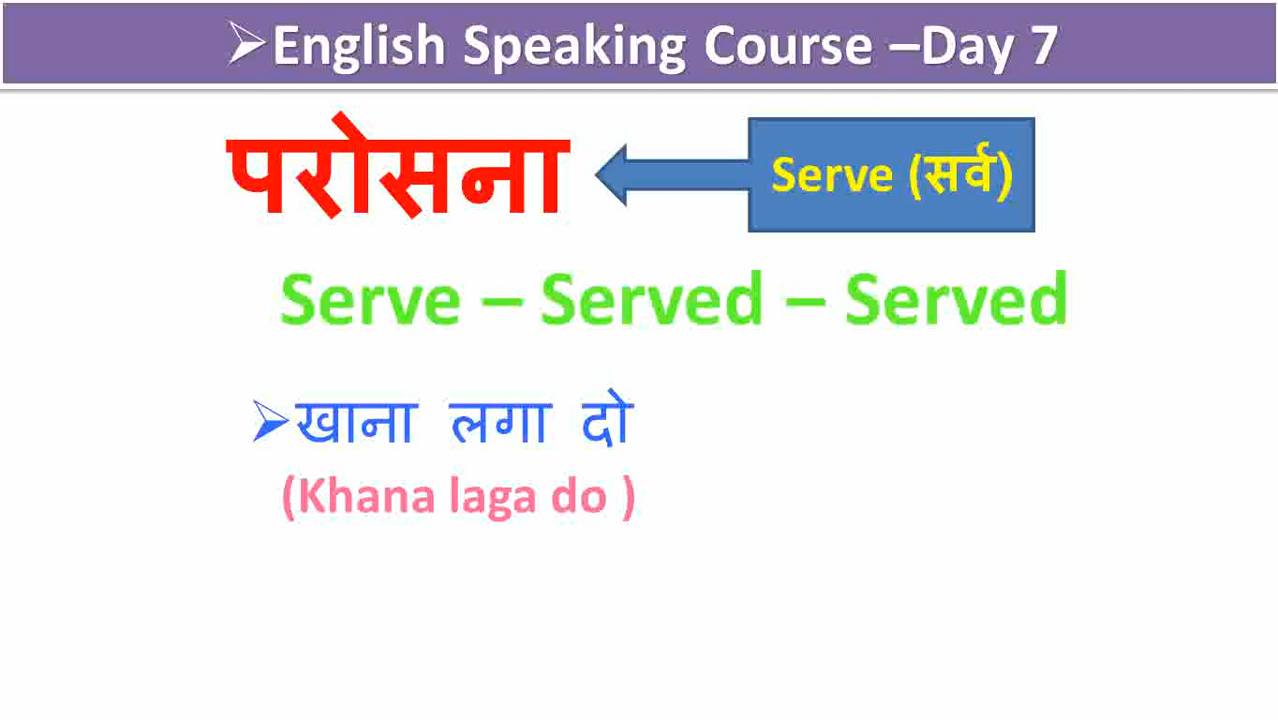 ➢English Speaking Course –Day 7
परोसना
Serve (सर्व)
Serve – Served – Served
➢खाना लगा दो
(Khana laga do )